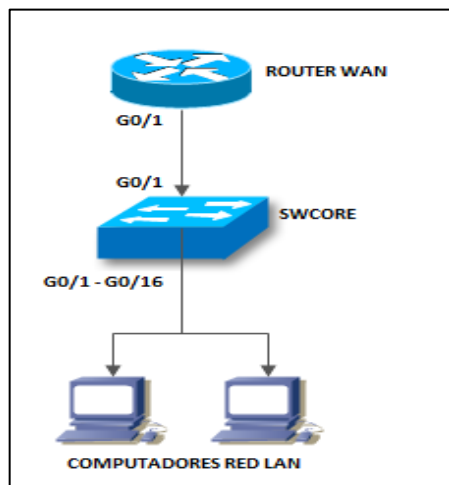 ROUTER WAN
G0/1
G0/1
SWCORE
G0/1 - G0/16
COMPUTADORES RED LAN